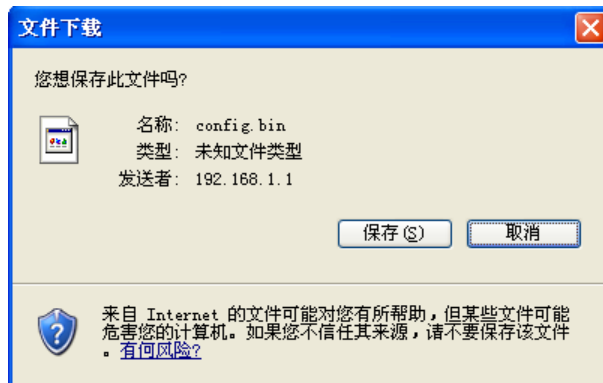 文件下载
您想保存此文件吗?
名称: config.bin
类型: 未知文件类型
发送者: 192.168.1.1
保存(S) 取消
来自 Internet 的文件可能对您有所帮助,但某些文件可能
危害您的计算机。如果您不信任其来源,请不要保存该文件
。有何风险?